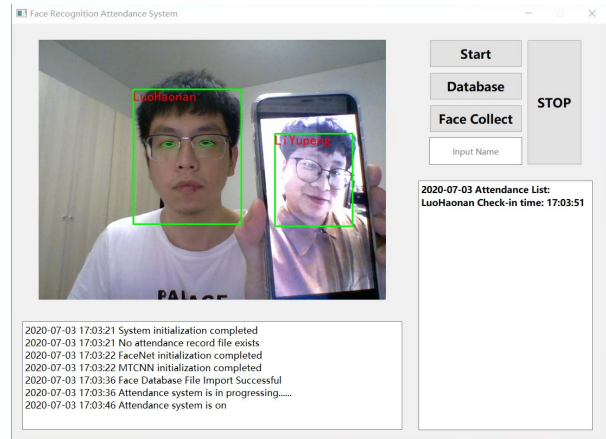 Face Recognition Attendance System
LuoHaonan
Li Yupeng
Start
Database
Face Collect
STOP
Input Name
2020-07-03 Attendance List:
LuoHaonan Check-in time: 17:03:51
2020-07-03 17:03:21 System initialization completed
2020-07-03 17:03:21 No attendance record file exists
2020-07-03 17:03:22 FaceNet initialization completed
2020-07-03 17:03:22 MTCNN initialization completed
2020-07-03 17:03:36 Face Database File Import Successful
2020-07-03 17:03:36 Attendance system is in progressing......
2020-07-03 17:03:46 Attendance system is on